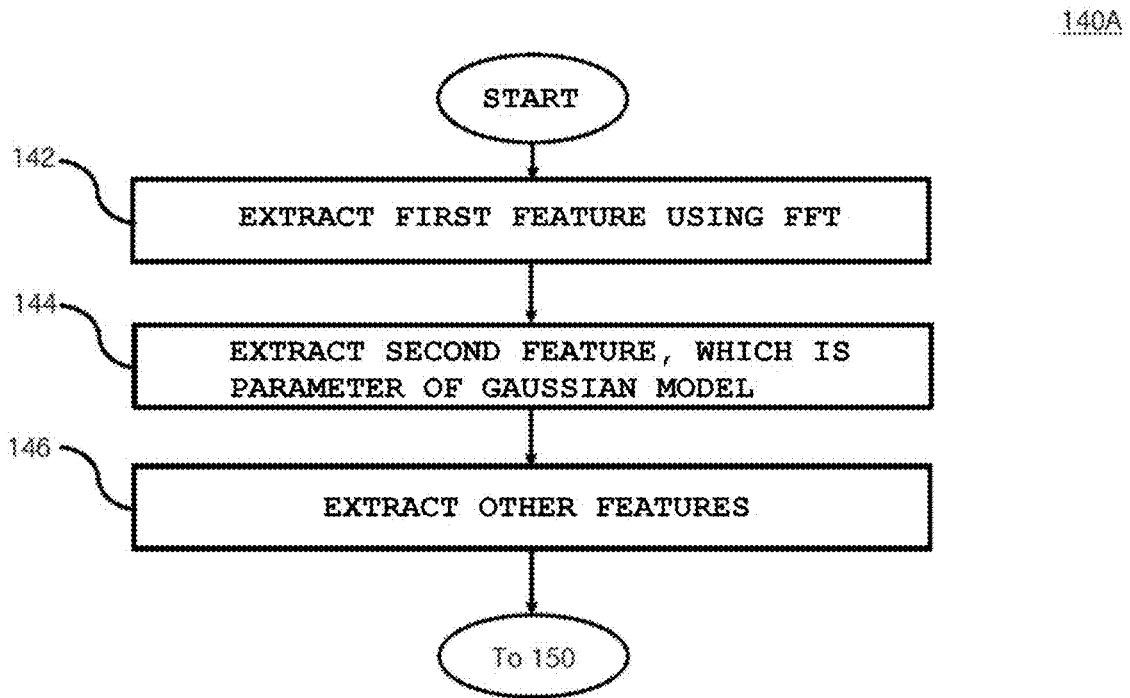 140A
START
142
EXTRACT FIRST FEATURE USING FFT
144
EXTRACT SECOND FEATURE, WHICH IS
PARAMETER OF GAUSSIAN MODEL
146
EXTRACT OTHER FEATURES
To 150